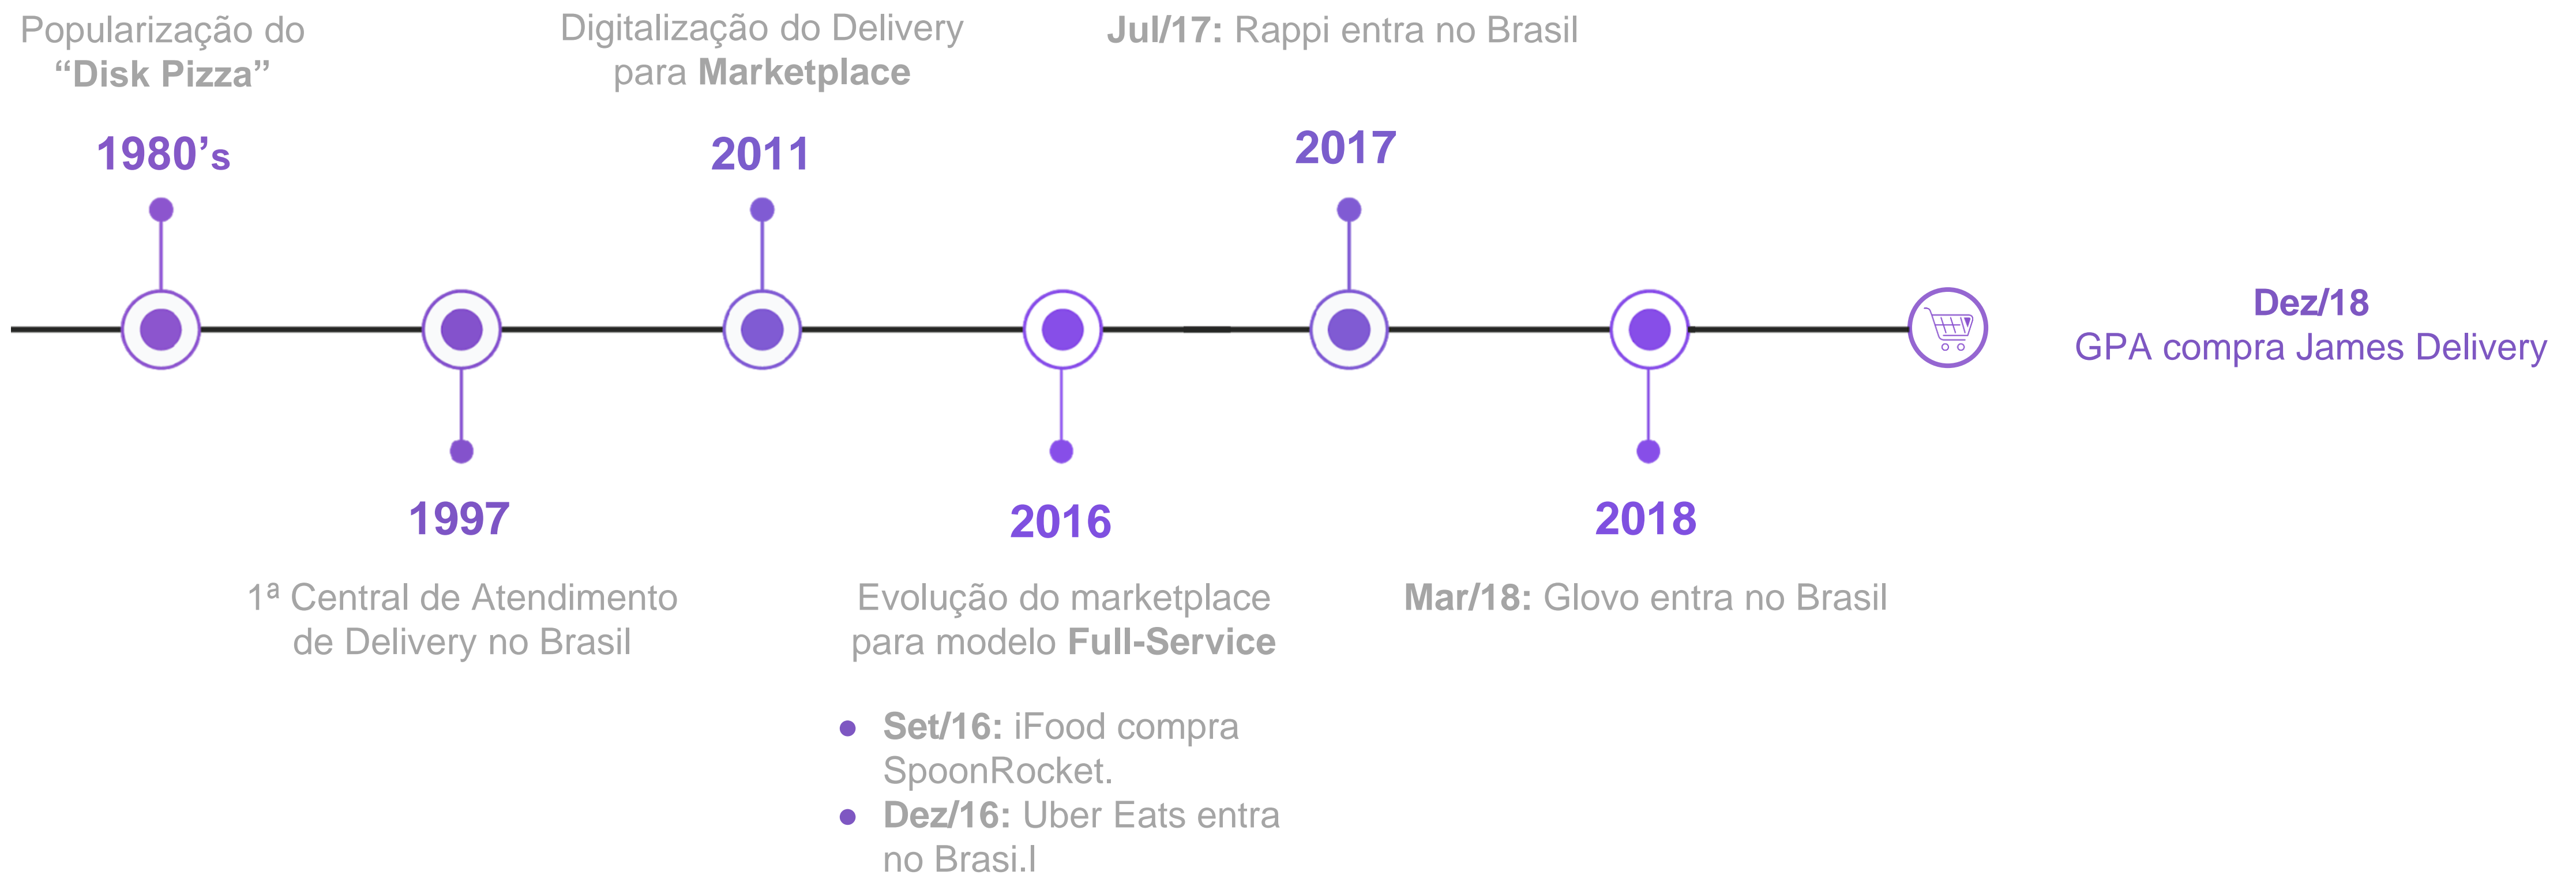 Popularização do
“Disk Pizza”
1980’s
1997
1ª Central de Atendimento
de Delivery no Brasil
Digitalização do Delivery
para Marketplace
2011
2016
Evolução do marketplace
para modelo Full-Service
● Set/16: iFood compra
SpoonRocket.
● Dez/16: Uber Eats entra
no Brasi.l
Jul/17: Rappi entra no Brasil
2017
2018
Mar/18: Glovo entra no Brasil
Dez/18
GPA compra James Delivery